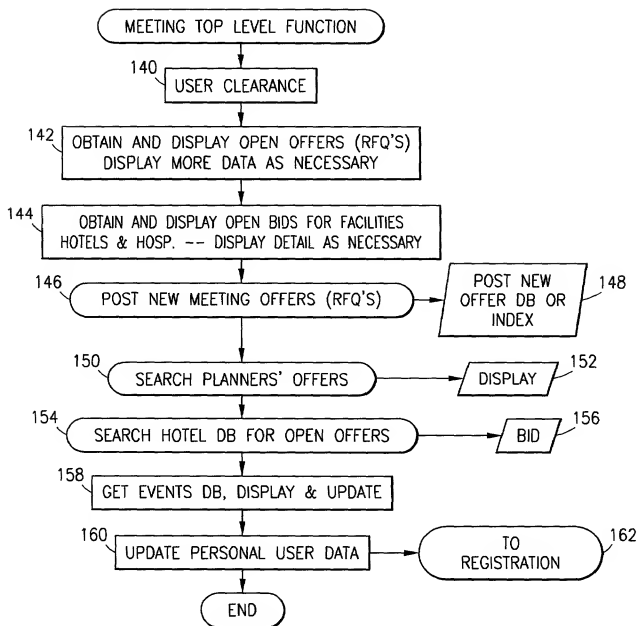 MEETING TOP LEVEL FUNCTION
140
USER CLEARANCE
142
OBTAIN AND DISPLAY OPEN OFFERS (RFQ'S)
DISPLAY MORE DATA AS NECESSARY
144
OBTAIN AND DISPLAY OPEN BIDS FOR FACILITIES
HOTELS & HOSP. -- DISPLAY DETAIL AS NECESSARY
146
POST NEW MEETING OFFERS (RFQ'S)
POST NEW
OFFER DB OR
INDEX
148
150
SEARCH PLANNERS' OFFERS
DISPLAY
152
154
SEARCH HOTEL DB FOR OPEN OFFERS
BID
156
158
GET EVENTS DB, DISPLAY & UPDATE
160
UPDATE PERSONAL USER DATA
TO
REGISTRATION
162
END